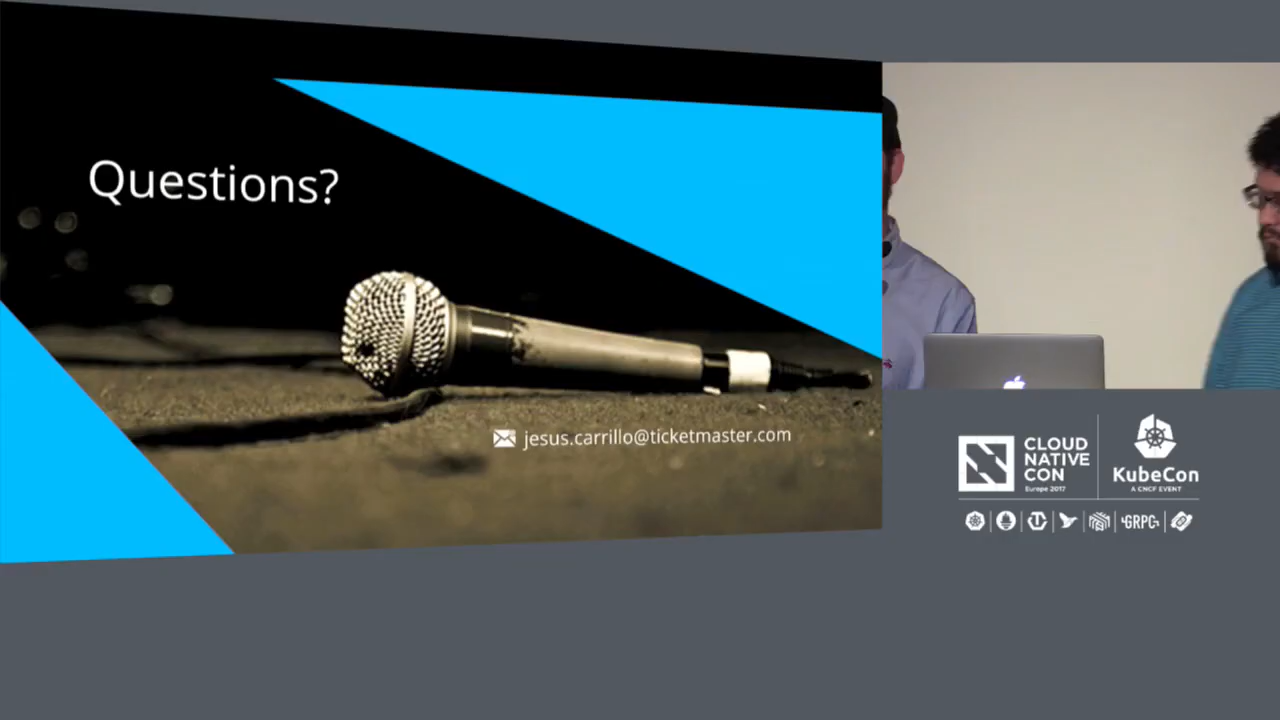 Questions?
jesus.carrillo@ticketmaster.com
CLOUD
NATIVE
CON
Europe 2017
KubeCon
A CNCF EVENT
GRPC